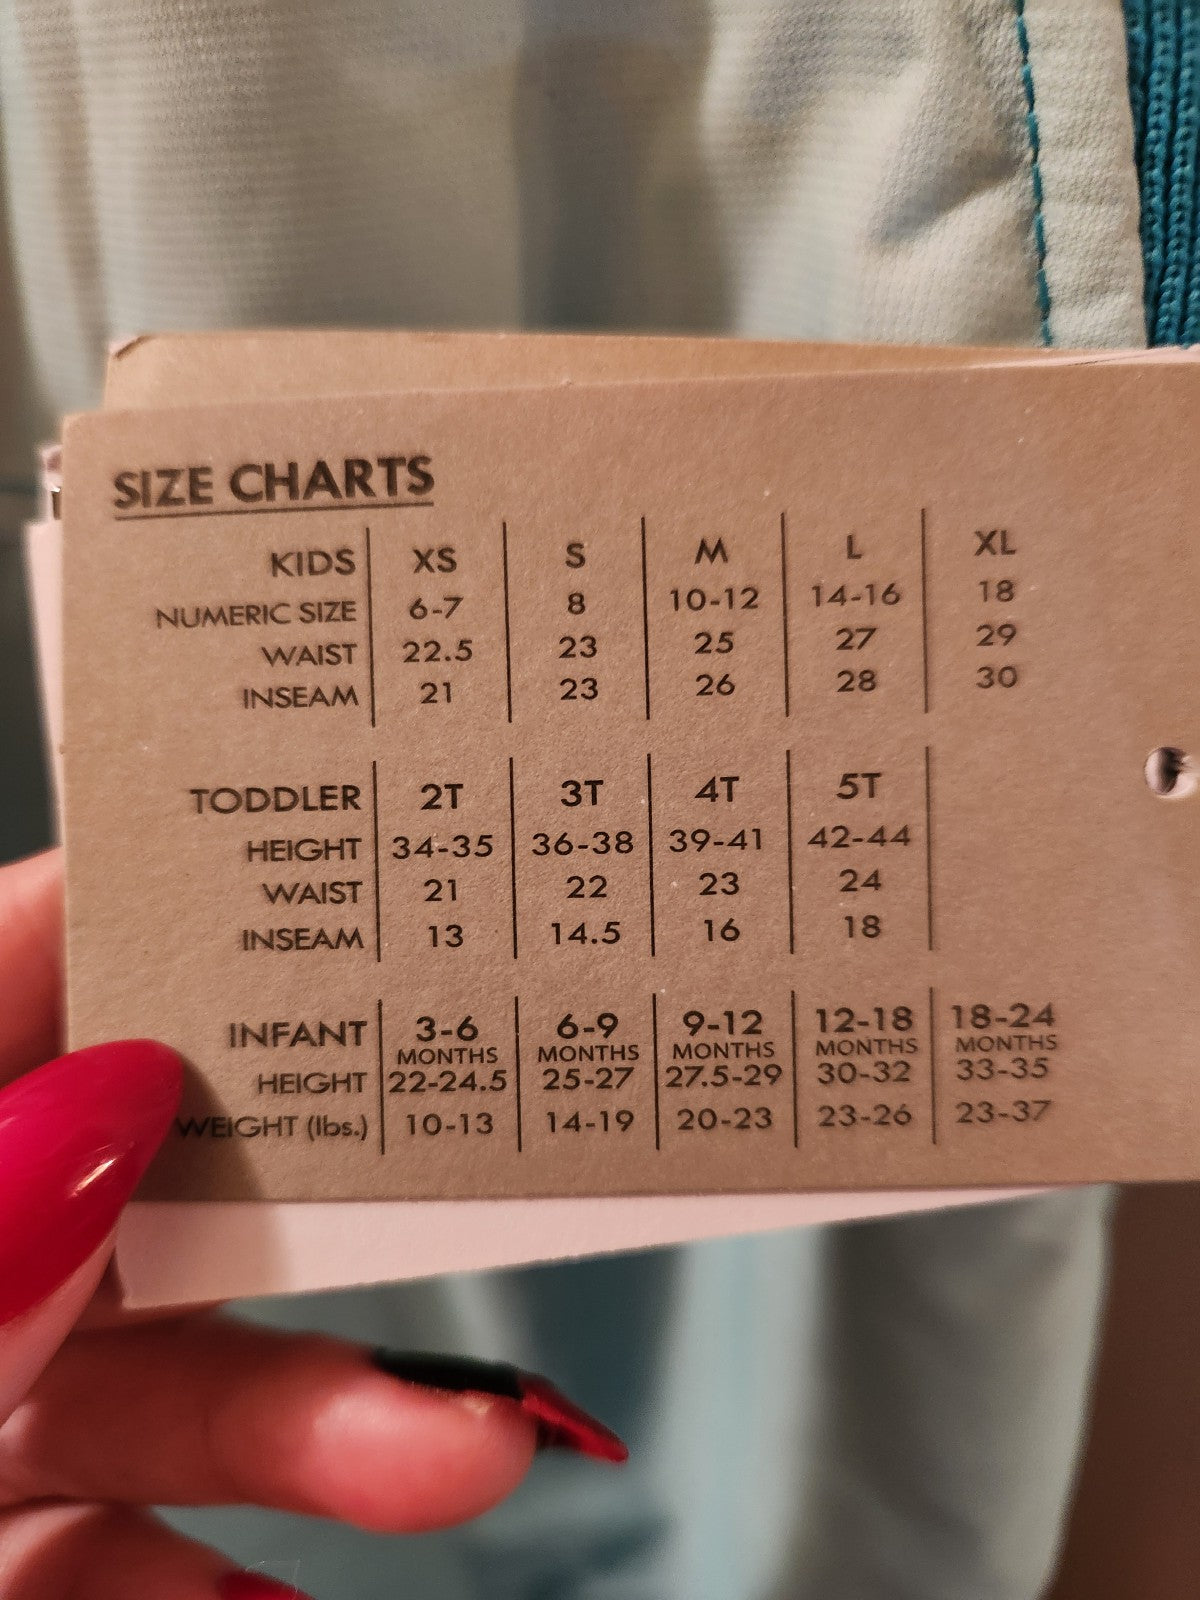 SIZE CHARTS
KIDS XS S M L XL
NUMERIC SIZE 6-7 8 10-12 14-16 18
WAIST 22.5 23 25 27 29
INSEAM 21 23 26 28 30
TODDLER 2T 3T 4T 5T
HEIGHT 34-35 36-38 39-41 42-44
WAIST 21 22 23 24
INSEAM 13 14.5 16 18
INFANT 3-6 6-9 9-12 12-18 18-24
MONTHS MONTHS MONTHS MONTHS MONTHS
HEIGHT 22-24.5 25-27 27.5-29 30-32 33-35
WEIGHT (lbs.) 10-13 14-19 20-23 23-26 23-37